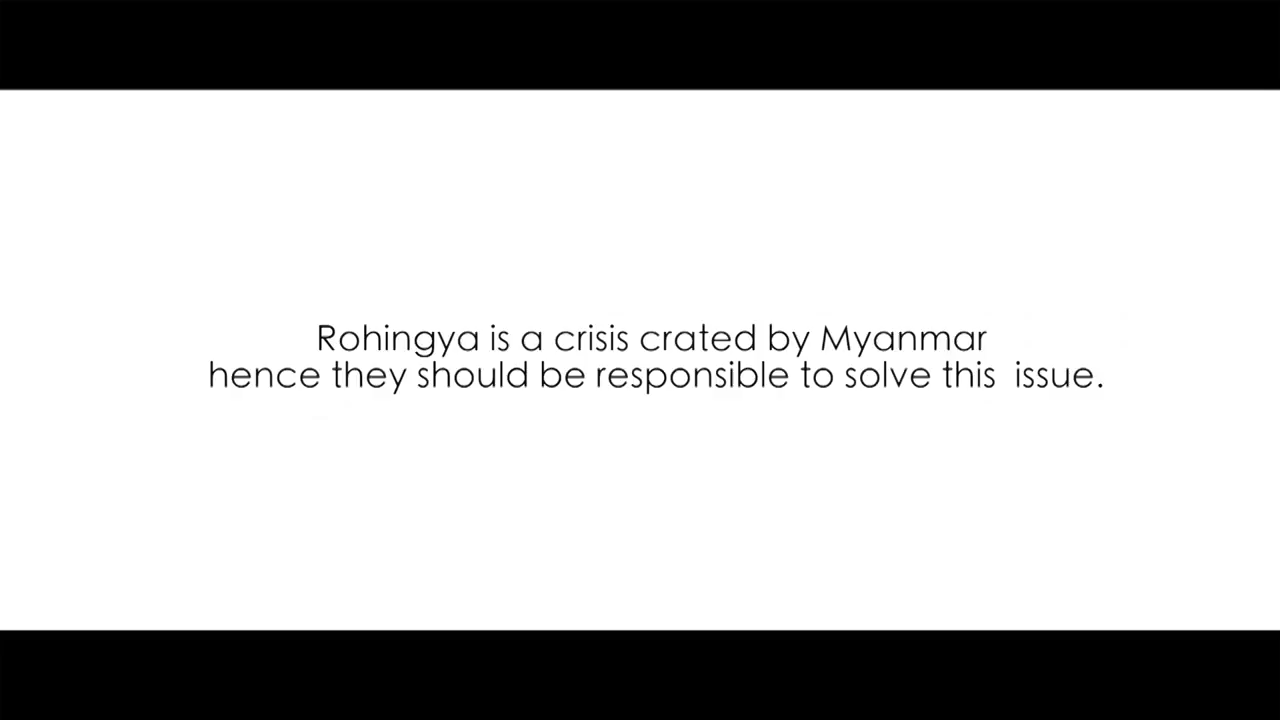 Rohingya is a crisis crated by Myanmar
hence they should be responsible to solve this issue.